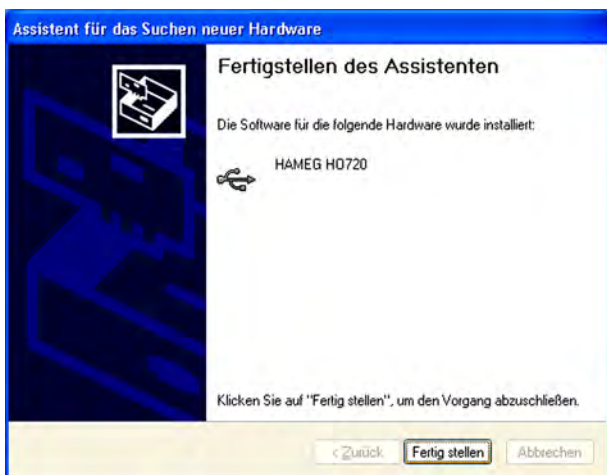 Assistent für das Suchen neuer Hardware
Fertigstellen des Assistenten
Die Software für die folgende Hardware wurde installiert:
HAMEG HO720
Klicken Sie auf "Fertig stellen", um den Vorgang abzuschließen.
< Zurück Fertig stellen Abbrechen